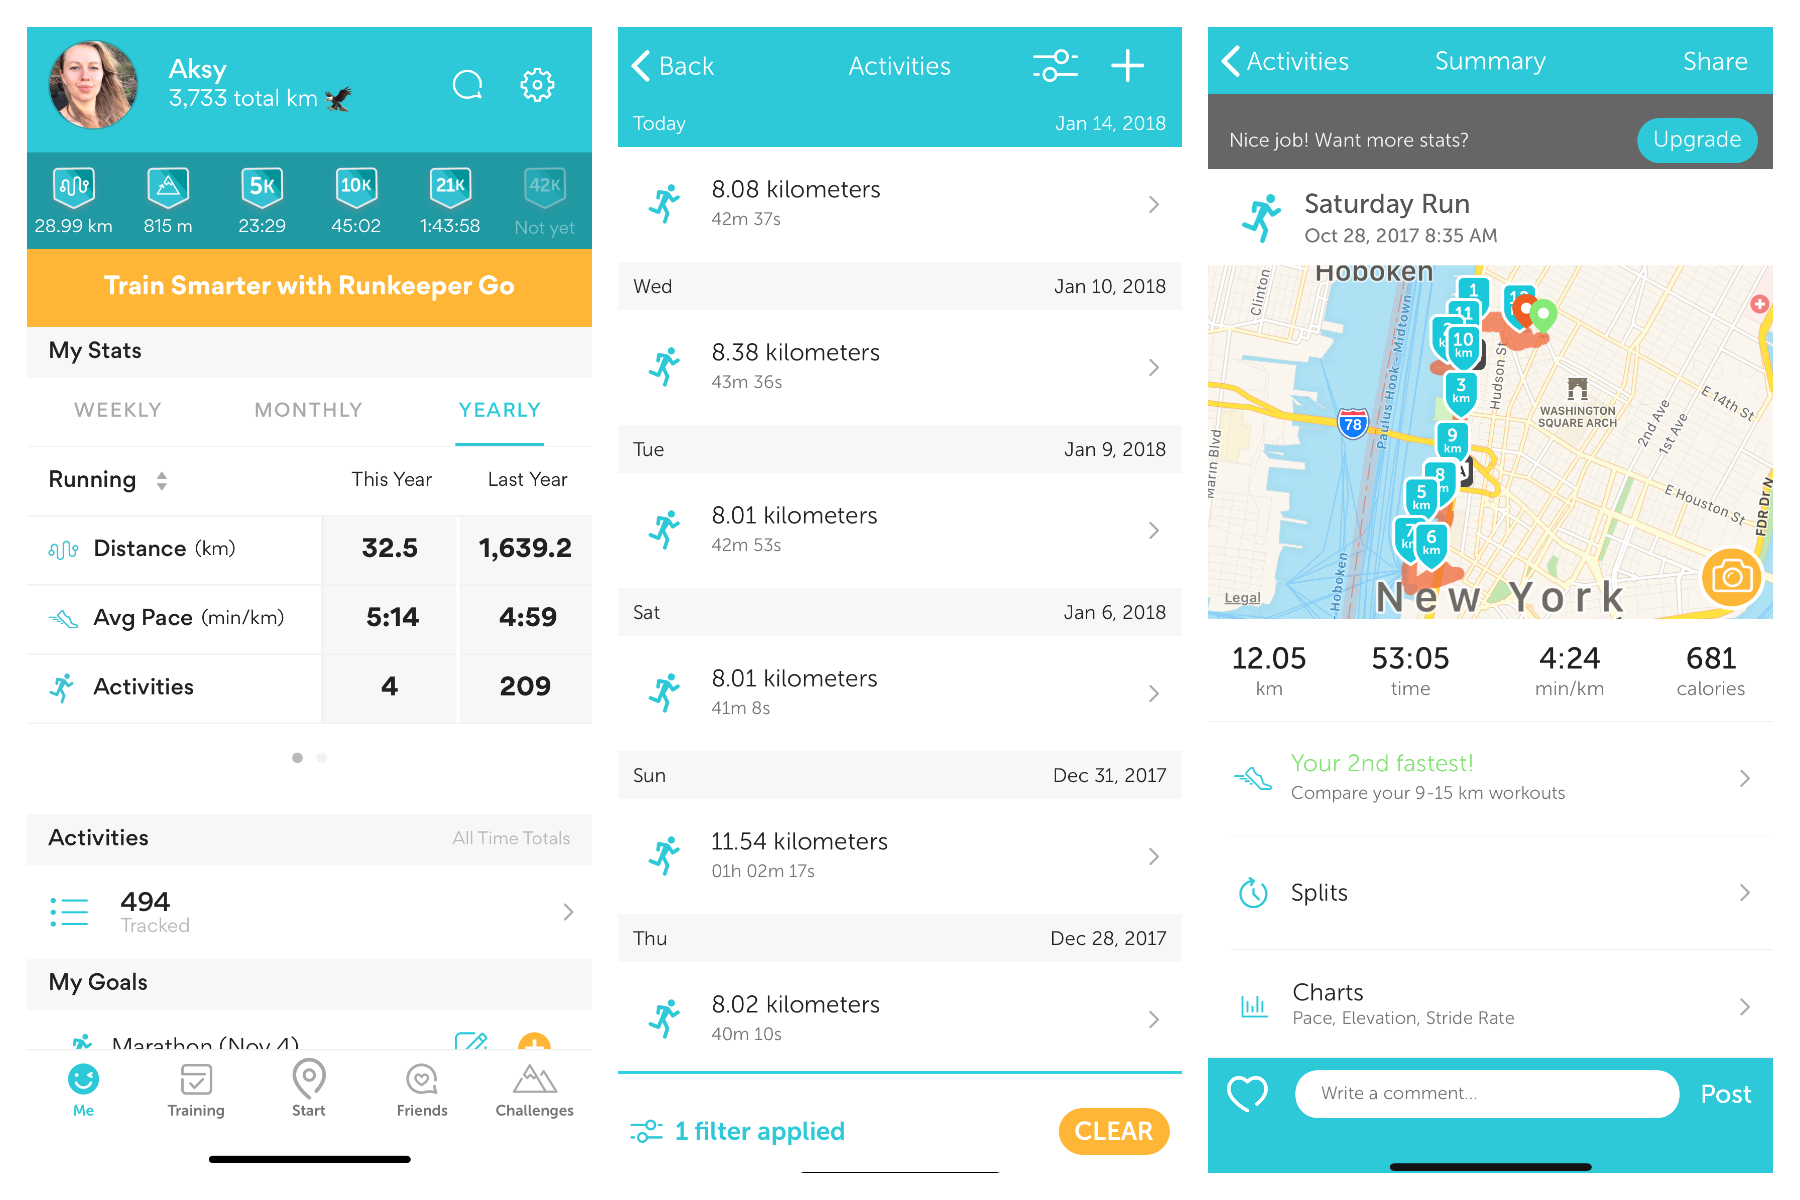 Aksy
3,733 total km
5K
10K
21K
42K
28.99 km
815 m
23:29
45:02
1:43:58
Not yet
Train Smarter with Runkeeper Go
My Stats
WEEKLY
MONTHLY
YEARLY
Running
This Year
Last Year
Distance (km)
32.5
1,639.2
Avg Pace (min/km)
5:14
4:59
Activities
4
209
Activities
All Time Totals
494
Tracked
My Goals
Marathon (Nov 4)
Me
Training
Start
Friends
Challenges
Back
Activities
Today
Jan 14, 2018
8.08 kilometers
42m 37s
Wed
Jan 10, 2018
8.38 kilometers
43m 36s
Tue
Jan 9, 2018
8.01 kilometers
42m 53s
Sat
Jan 6, 2018
8.01 kilometers
41m 8s
Sun
Dec 31, 2017
11.54 kilometers
01h 02m 17s
Thu
Dec 28, 2017
8.02 kilometers
40m 10s
1 filter applied
CLEAR
Activities
Summary
Share
Nice job! Want more stats?
Upgrade
Saturday Run
Oct 28, 2017 8:35 AM
Hoboken
Clinton
1
11
10
km
3
km
9
km
8
5
km
7
6
km
78
Paulus Hook - Midtown
Hudson St
WASHINGTON
SQUARE ARCH
2nd Ave
1st Ave
E 14th St
E Houston St
FDR Dr N
Marin Blvd
Hoboken
Legal
New York
12.05
km
53:05
time
4:24
min/km
681
calories
Your 2nd fastest!
Compare your 9-15 km workouts
Splits
Charts
Pace, Elevation, Stride Rate
Write a comment...
Post